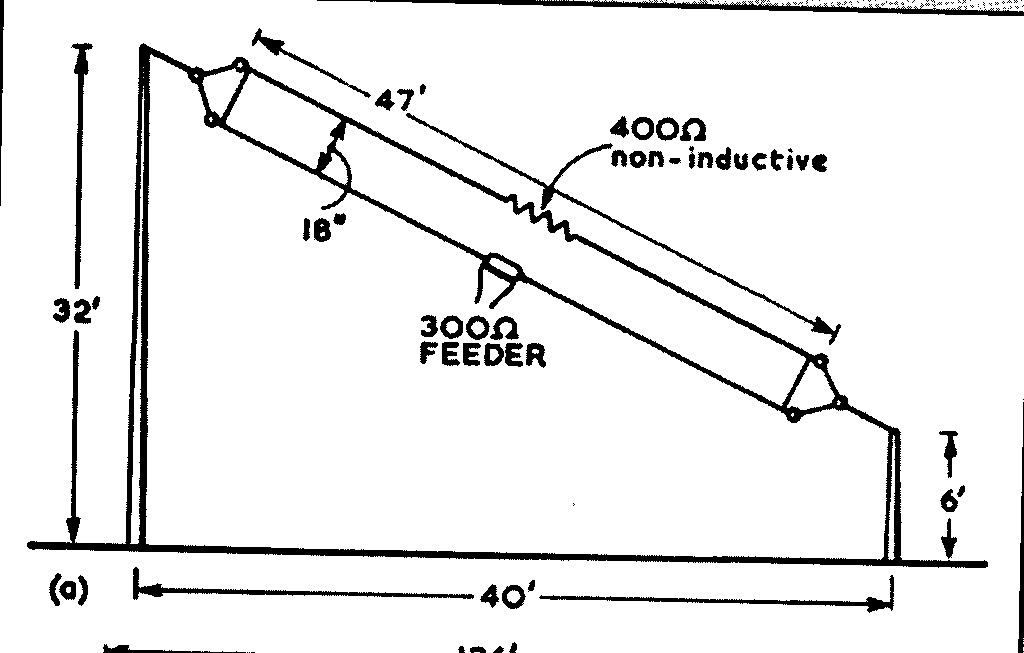 47'
400Ω
non-inductive
18"
32'
300Ω
FEEDER
6'
(a)
40'